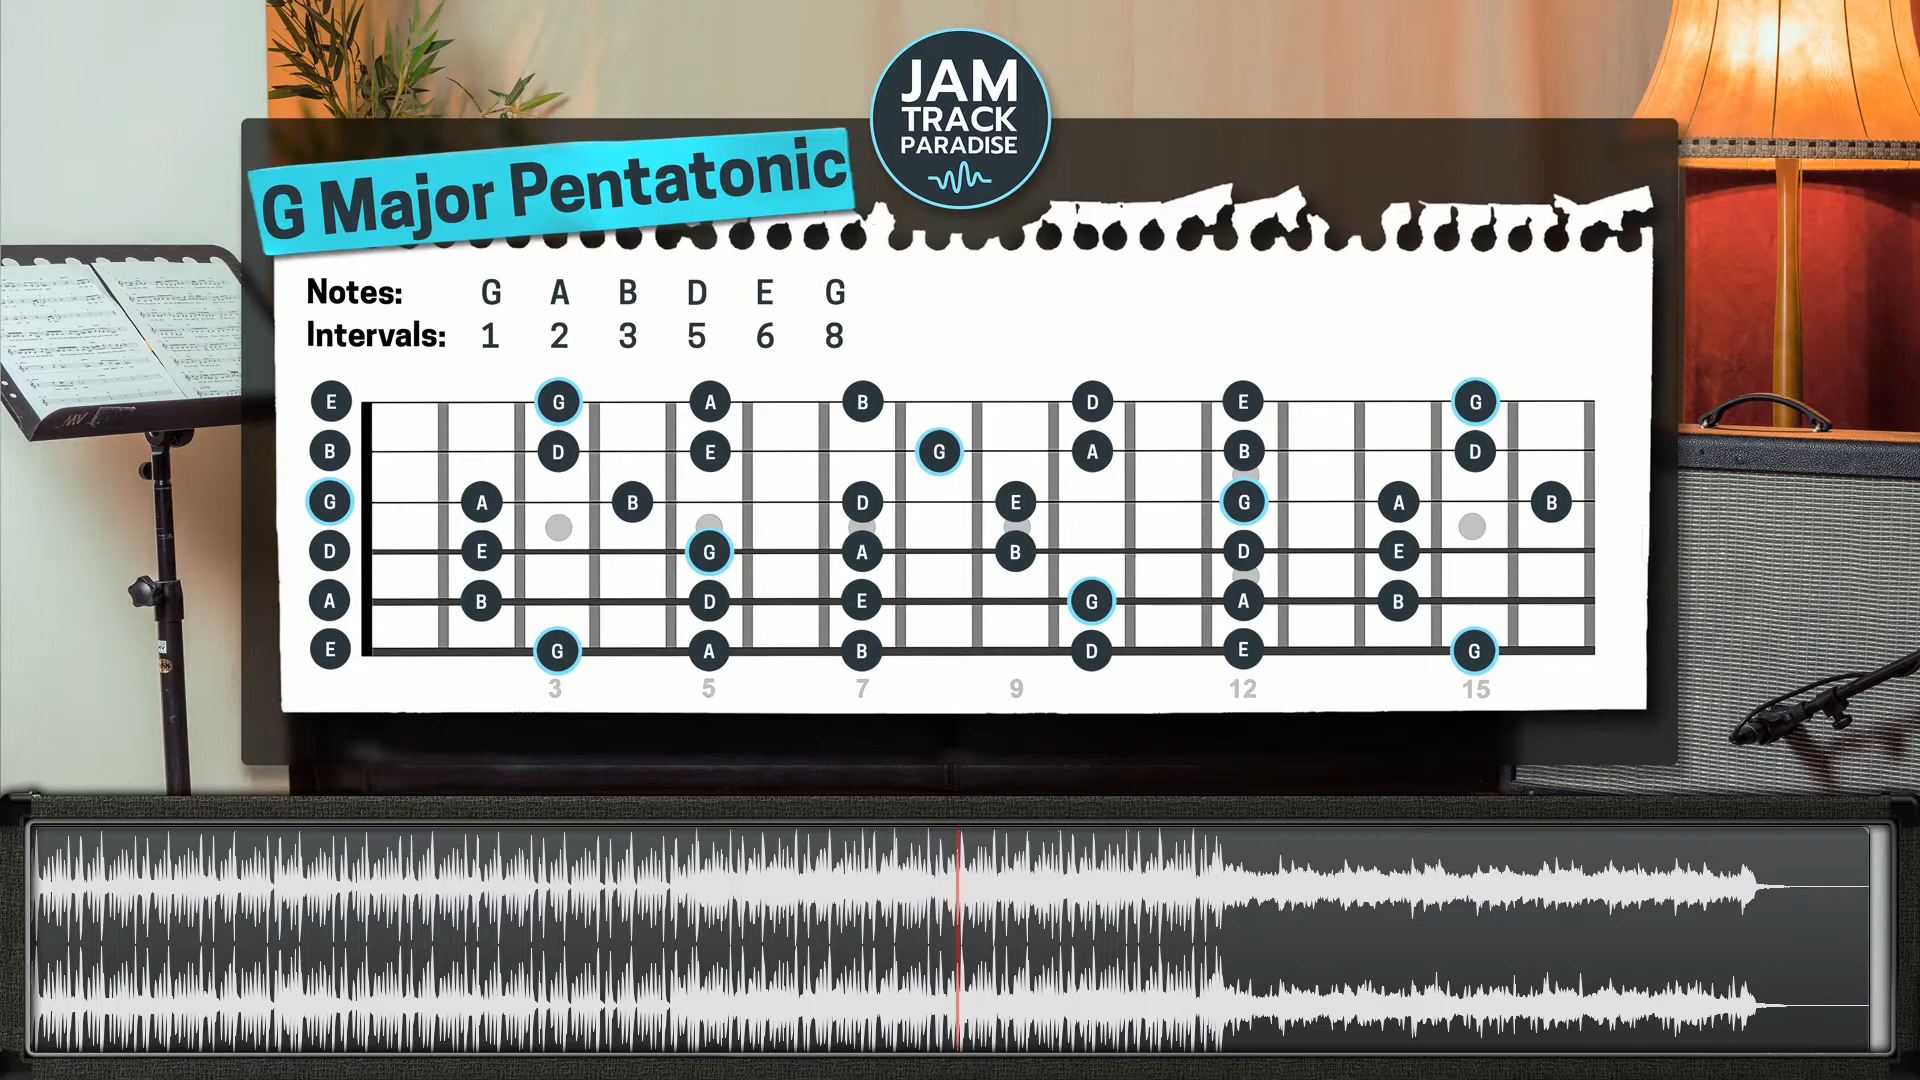 JAM
TRACK
PARADISE
G Major Pentatonic
Notes: G A B D E G
Intervals: 1 2 3 5 6 8
E G A B D E G
B D E G A B D
G A B D E G A B
D E G A B D E
A B D E G A B
E G A B D E G
3 5 7 9 12 15